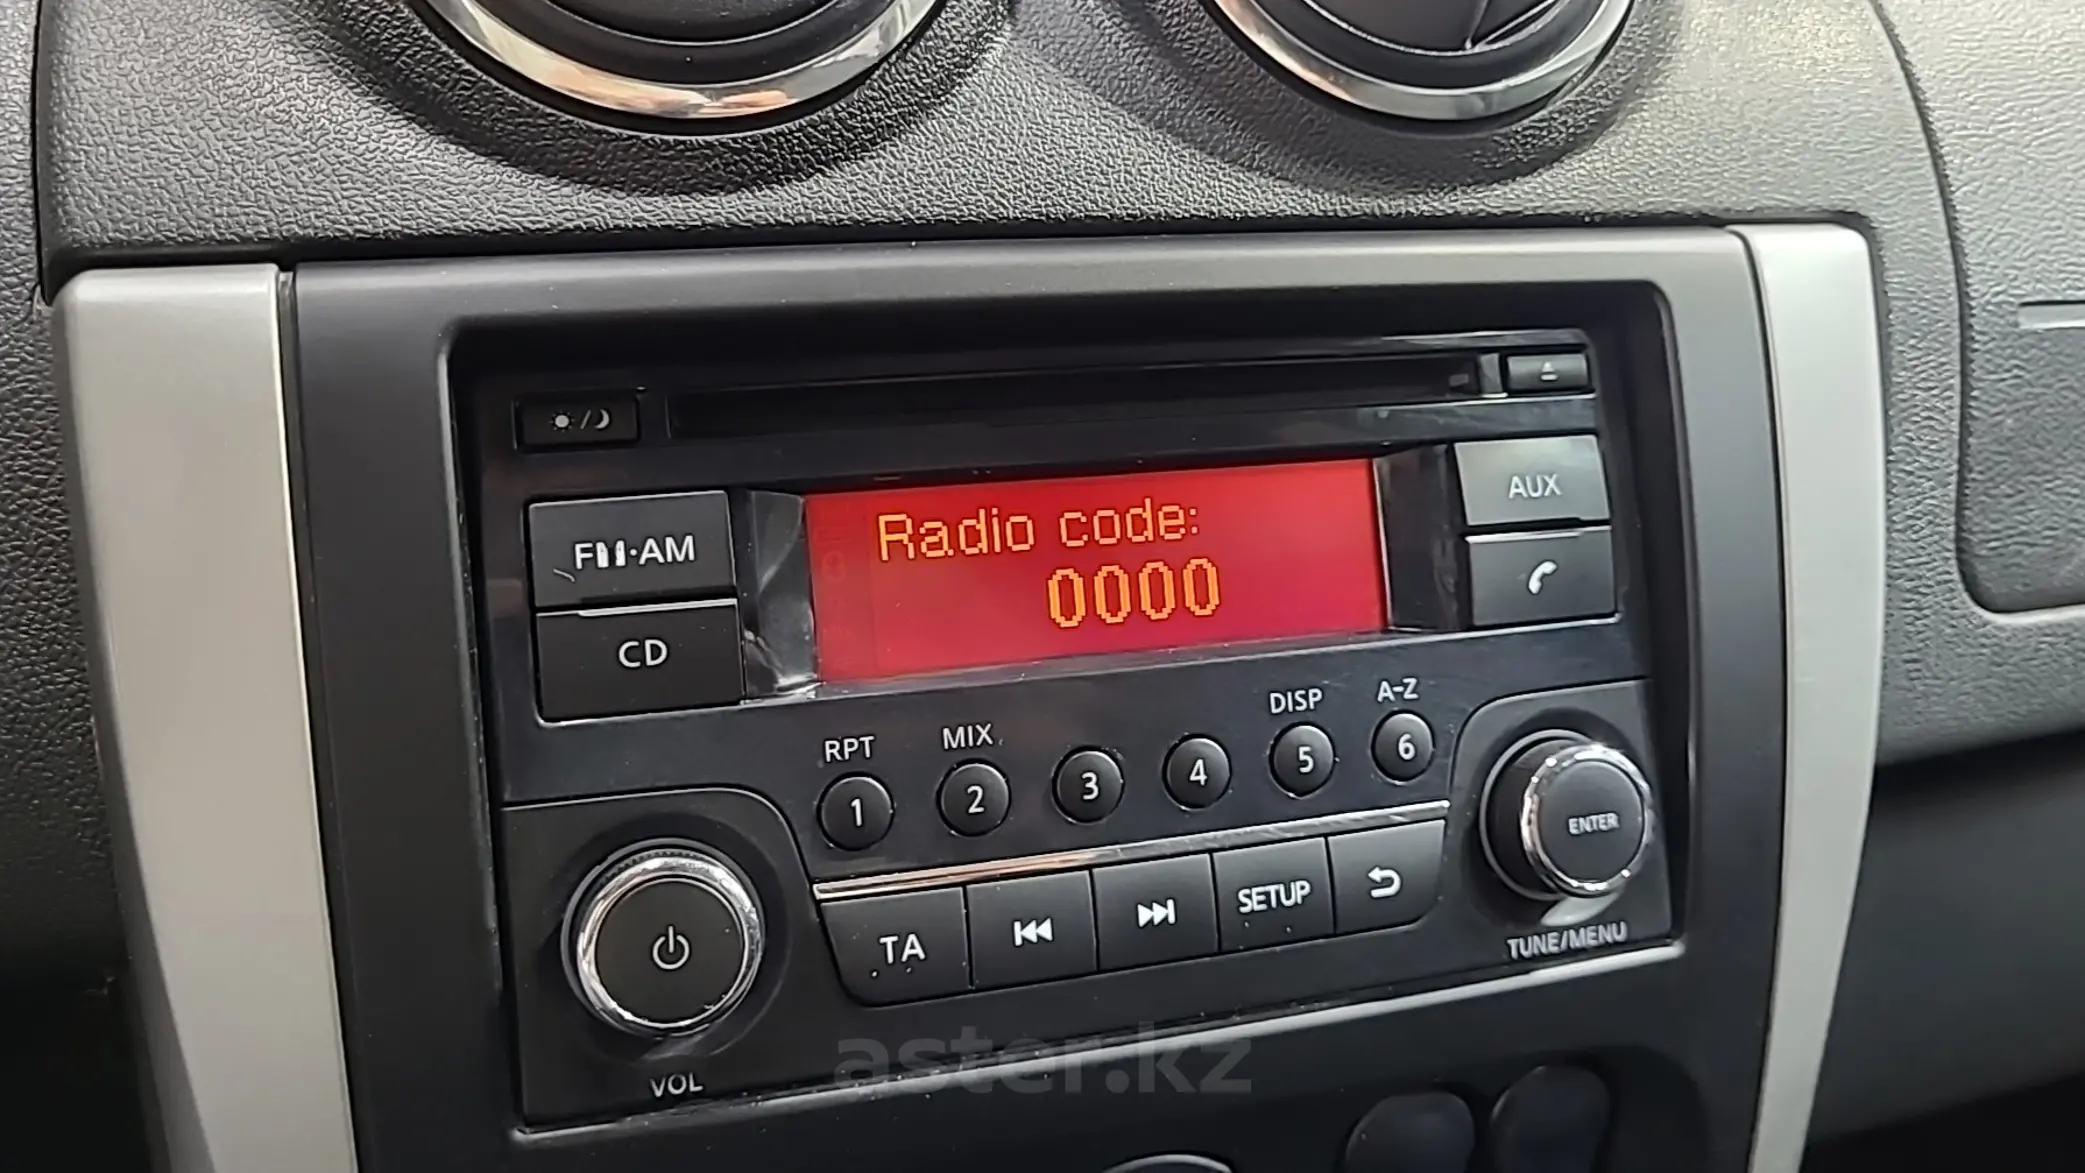 FM·AM
CD
Radio code:
0000
AUX
RPT
MIX
DISP
A-Z
1
2
3
4
5
6
ENTER
TA
SETUP
TUNE/MENU
VOL
aster.kz